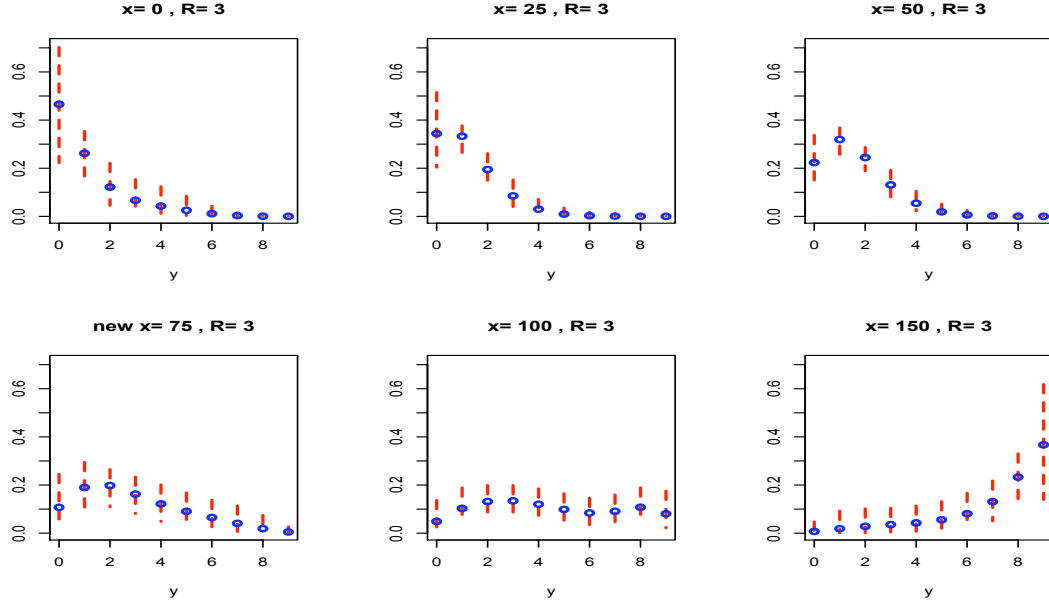 x= 0 , R= 3
x= 25 , R= 3
x= 50 , R= 3
0.0 0.2 0.4 0.6
0 2 4 6 8
y
0.0 0.2 0.4 0.6
0 2 4 6 8
y
0.0 0.2 0.4 0.6
0 2 4 6 8
y
new x= 75 , R= 3
x= 100 , R= 3
x= 150 , R= 3
0.0 0.2 0.4 0.6
0 2 4 6 8
y
0.0 0.2 0.4 0.6
0 2 4 6 8
y
0.0 0.2 0.4 0.6
0 2 4 6 8
y